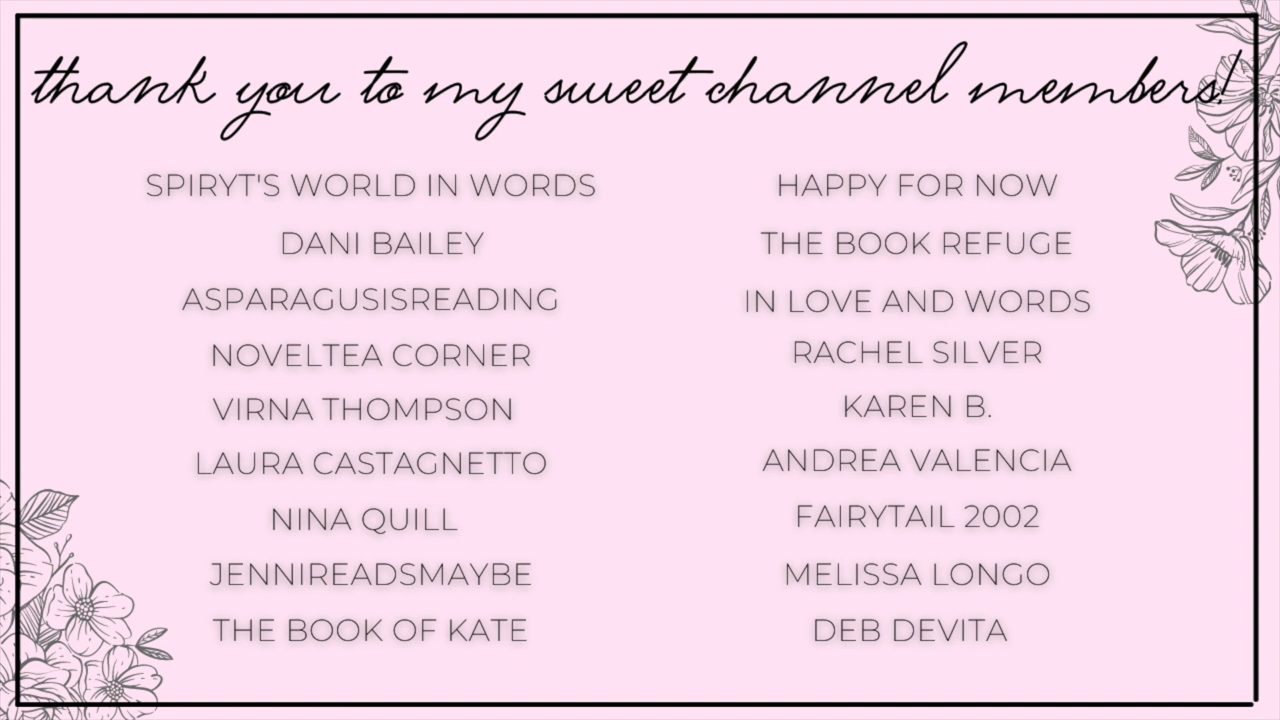 thank you to my sweet channel members!
SPIRYT'S WORLD IN WORDS
DANI BAILEY
ASPARAGUSISREADING
NOVELTEA CORNER
VIRNA THOMPSON
LAURA CASTAGNETTO
NINA QUILL
JENNIREADSMAYBE
THE BOOK OF KATE
HAPPY FOR NOW
THE BOOK REFUGE
IN LOVE AND WORDS
RACHEL SILVER
KAREN B.
ANDREA VALENCIA
FAIRYTAIL 2002
MELISSA LONGO
DEB DEVITA